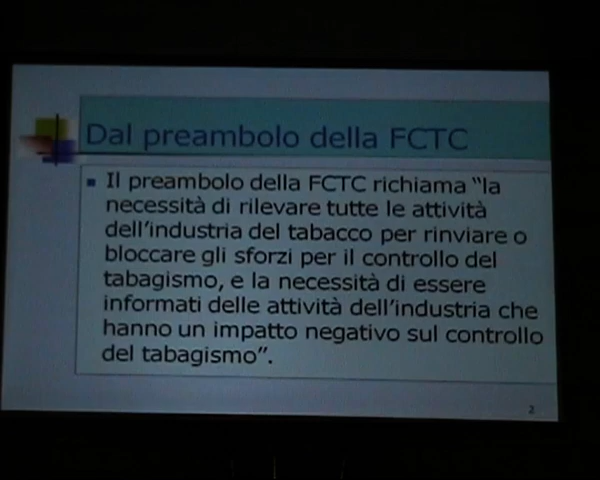 Dal preambolo della FCTC
Il preambolo della FCTC richiama “la
necessità di rilevare tutte le attività
dell’industria del tabacco per rinviare o
bloccare gli sforzi per il controllo del
tabagismo, e la necessità di essere
informati delle attività dell’industria che
hanno un impatto negativo sul controllo
del tabagismo”.
2